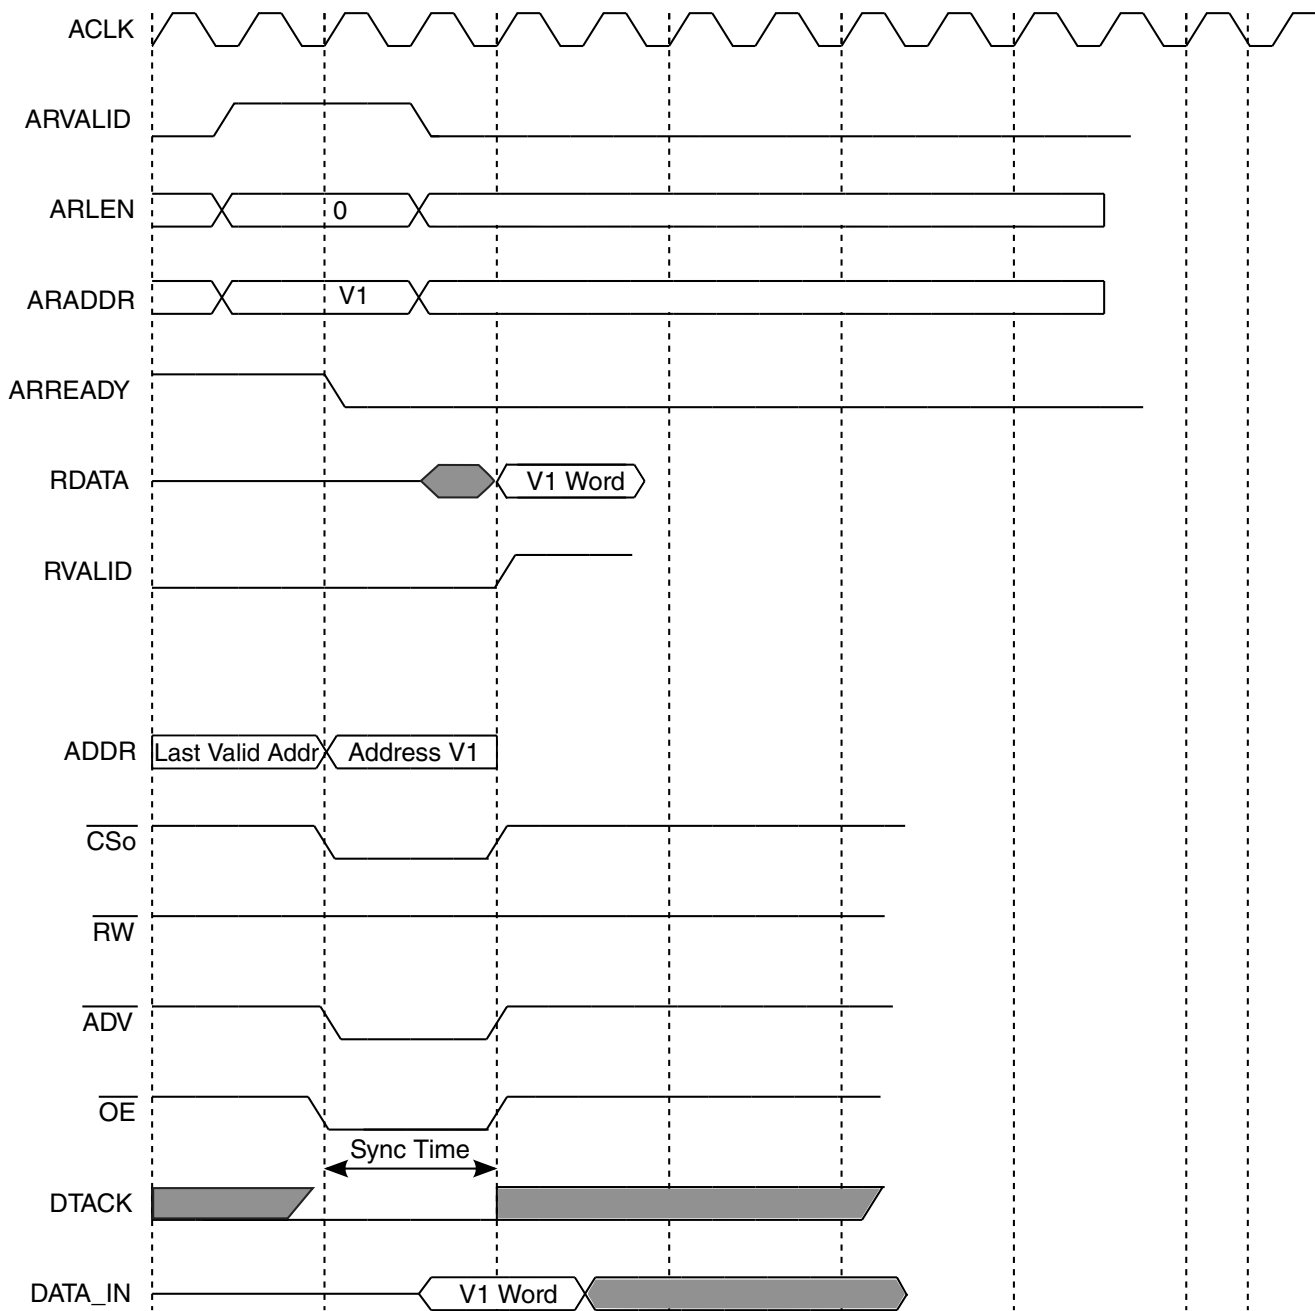 ACLK
ARVALID
ARLEN 0
ARADDR V1
ARREADY
RDATA V1 Word
RVALID
ADDR Last Valid Addr Address V1
CSo
RW
ADV
OE
Sync Time
DTACK
DATA_IN V1 Word